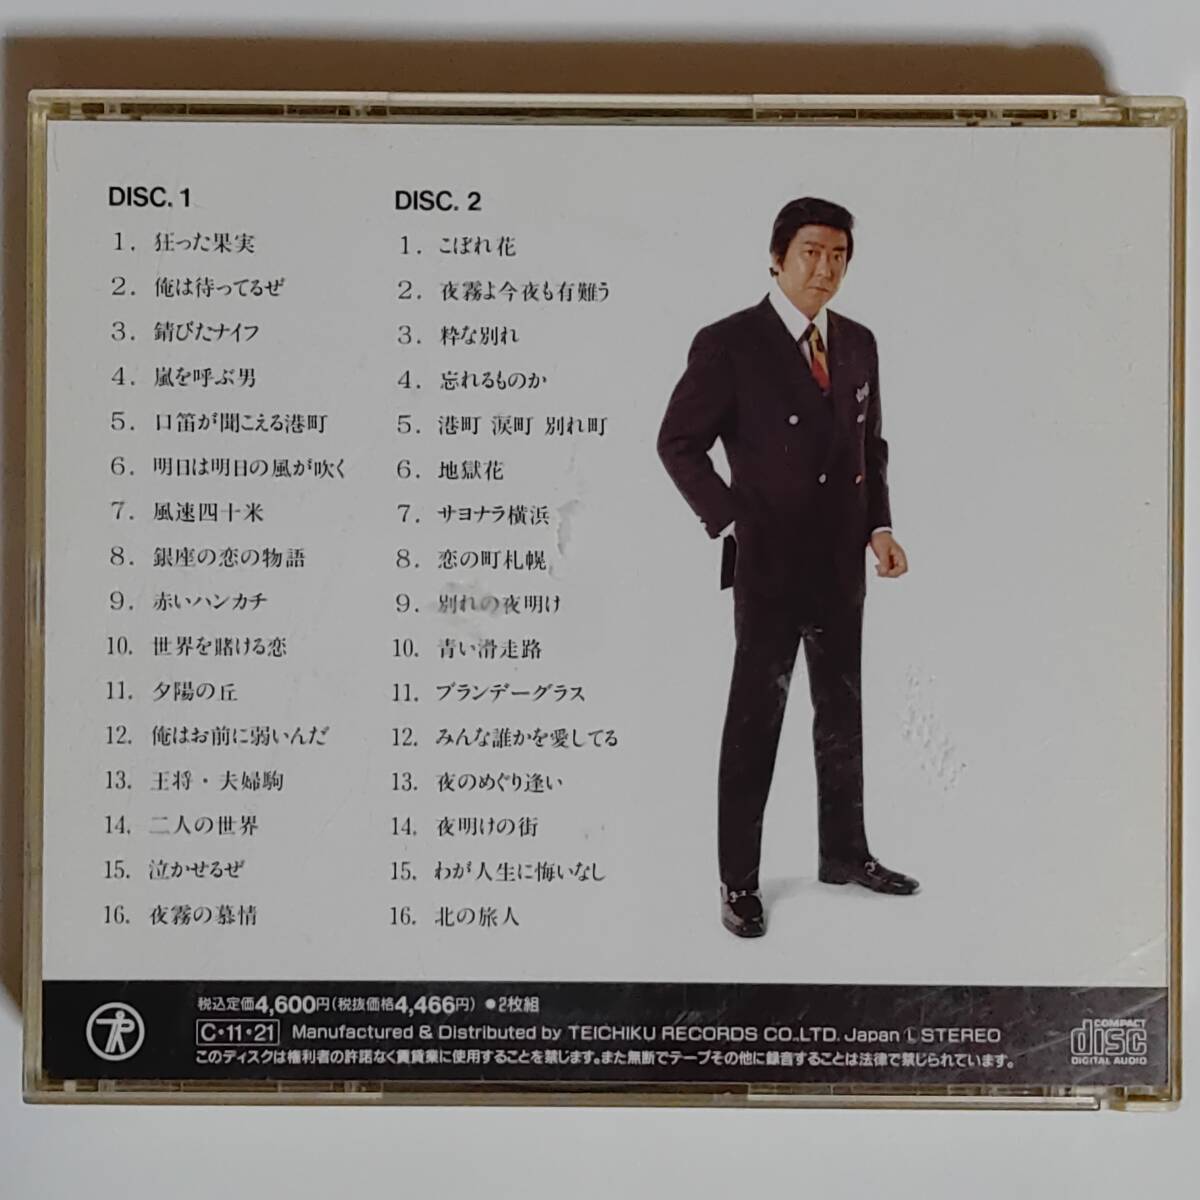 DISC. 1
1. 狂った果実
2. 俺は待ってるぜ
3. 錆びたナイフ
4. 嵐を呼ぶ男
5. 口笛が聞こえる港町
6. 明日は明日の風が吹く
7. 風速四十米
8. 銀座の恋の物語
9. 赤いハンカチ
10. 世界を賭ける恋
11. 夕陽の丘
12. 俺はお前に弱いんだ
13. 王将・夫婦駒
14. 二人の世界
15. 泣かせるぜ
16. 夜霧の慕情
DISC. 2
1. こぼれ花
2. 夜霧よ今夜も有難う
3. 粋な別れ
4. 忘れるものか
5. 港町 涙町 別れ町
6. 地獄花
7. サヨナラ横浜
8. 恋の町札幌
9. 別れの夜明け
10. 青い滑走路
11. ブランデーグラス
12. みんな誰かを愛してる
13. 夜のめぐり逢い
14. 夜明けの街
15. わが人生に悔いなし
16. 北の旅人
税込定価4,600円(税抜価格4,466円) ●2枚組
C・11・21 Manufactured & Distributed by TEICHIKU RECORDS CO.,LTD. Japan Ⓛ STEREO
このディスクは権利者の許諾なく賃貸業に使用することを禁じます。また無断でテープその他に録音することは法律で禁じられています。
COMPACT
disc
DIGITAL AUDIO